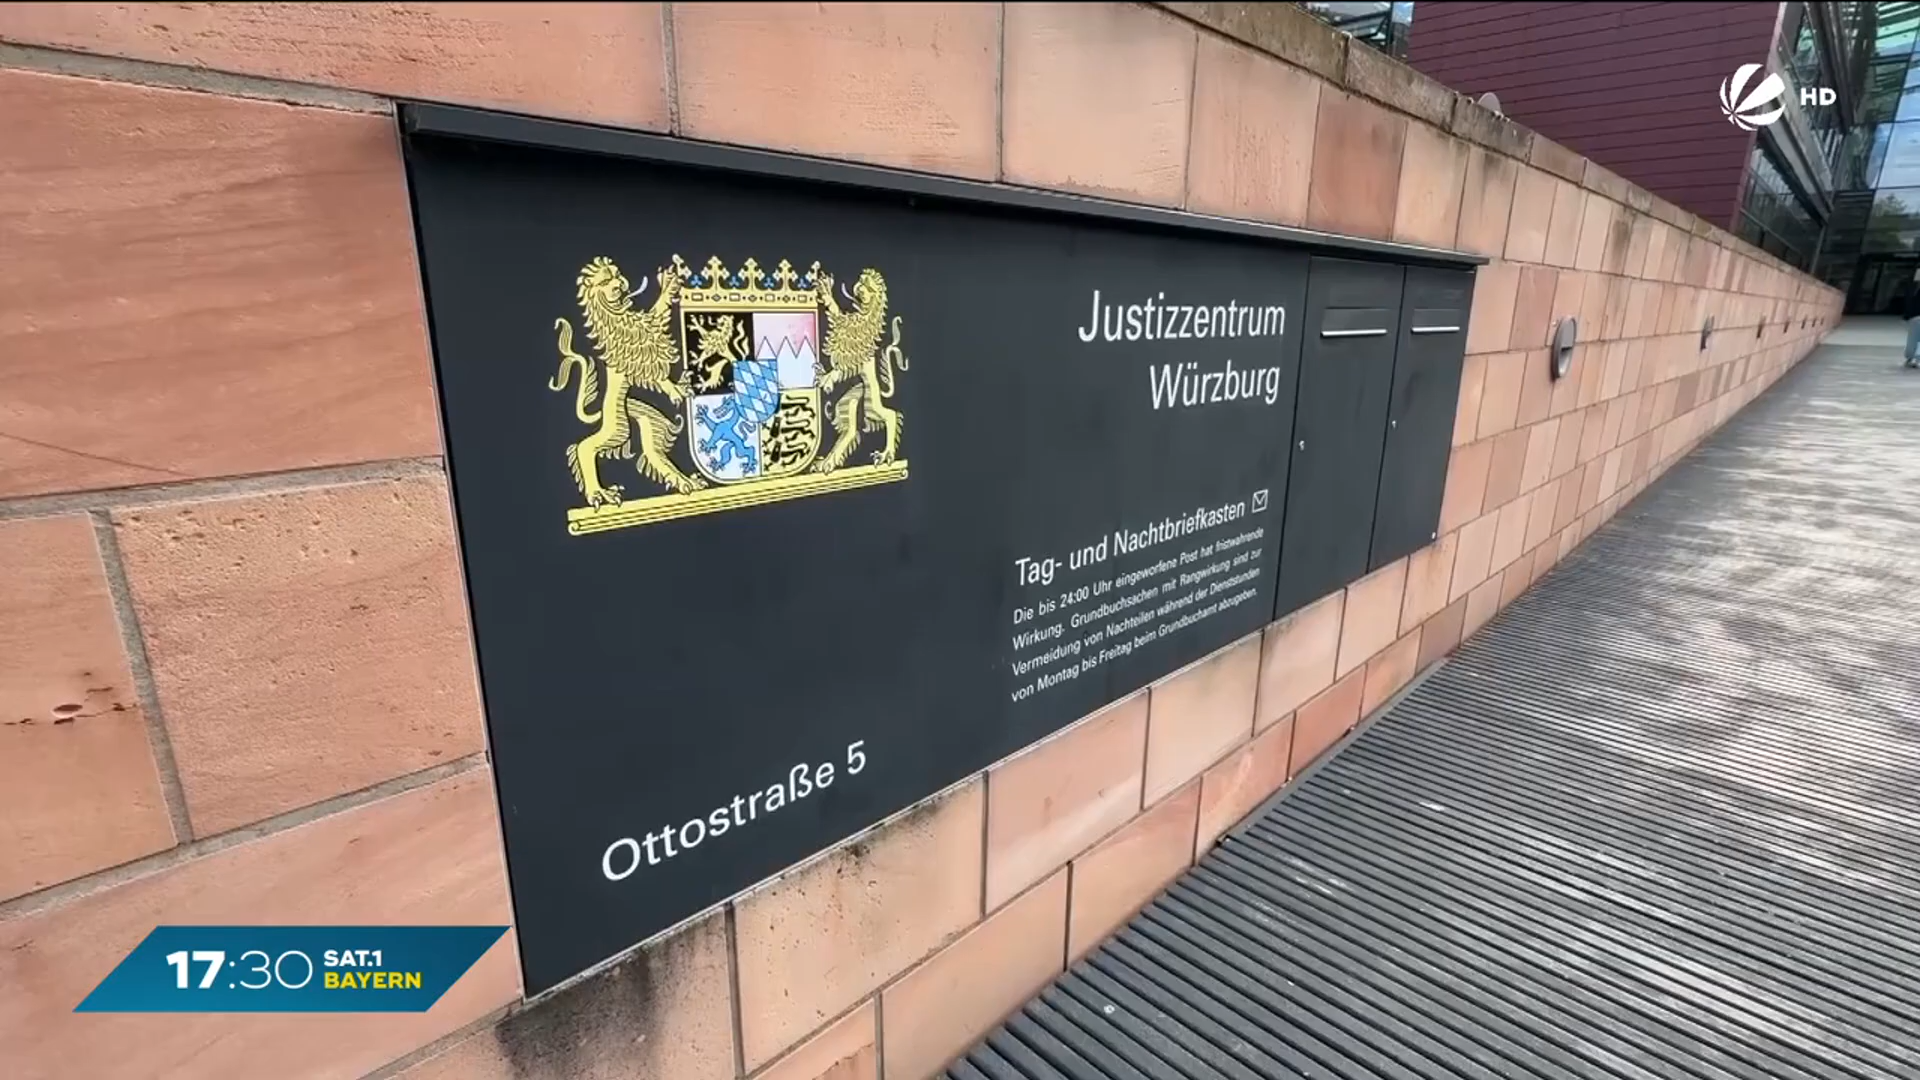 HD
Justizzentrum
Würzburg
Tag- und Nachtbriefkasten
Die bis 24:00 Uhr eingeworfene Post hat fristwahrende
Wirkung. Grundbuchsachen mit Rangwirkung sind zur
Vermeidung von Nachteilen während der Dienststunden
von Montag bis Freitag beim Grundbuchamt abzugeben.
Ottostraße 5
17:30 SAT.1
BAYERN